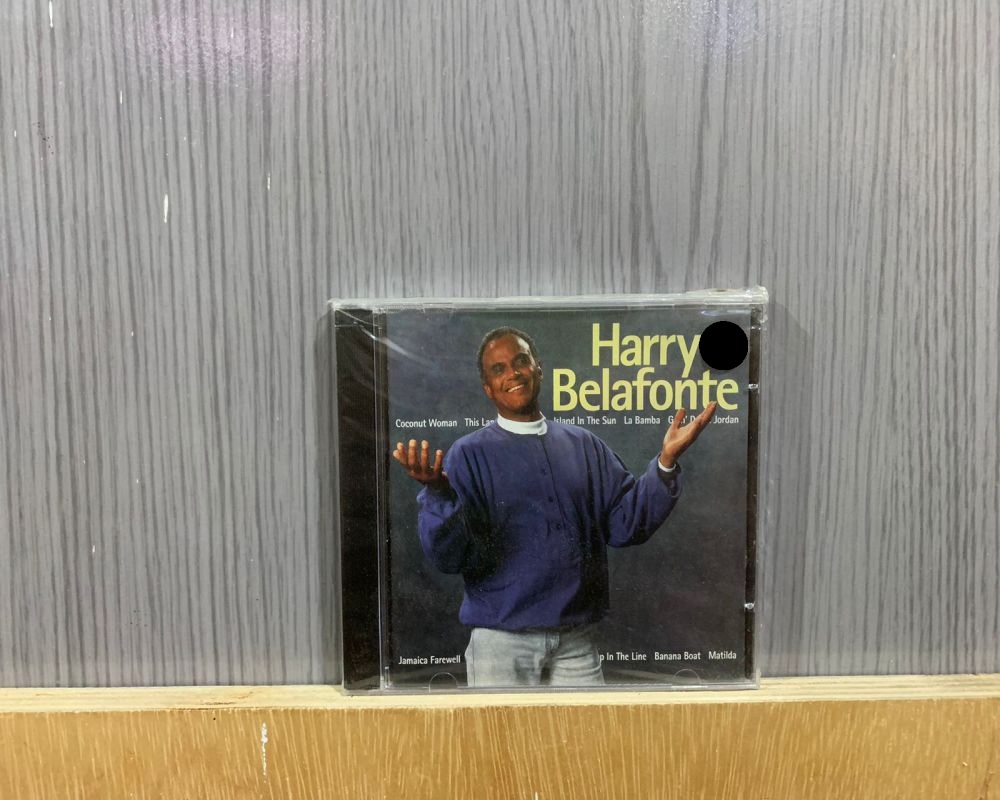 Harry
Belafonte
Coconut Woman This Island In The Sun La Bamba Jordan
Jamaica Farewell In The Line Banana Boat Matilda